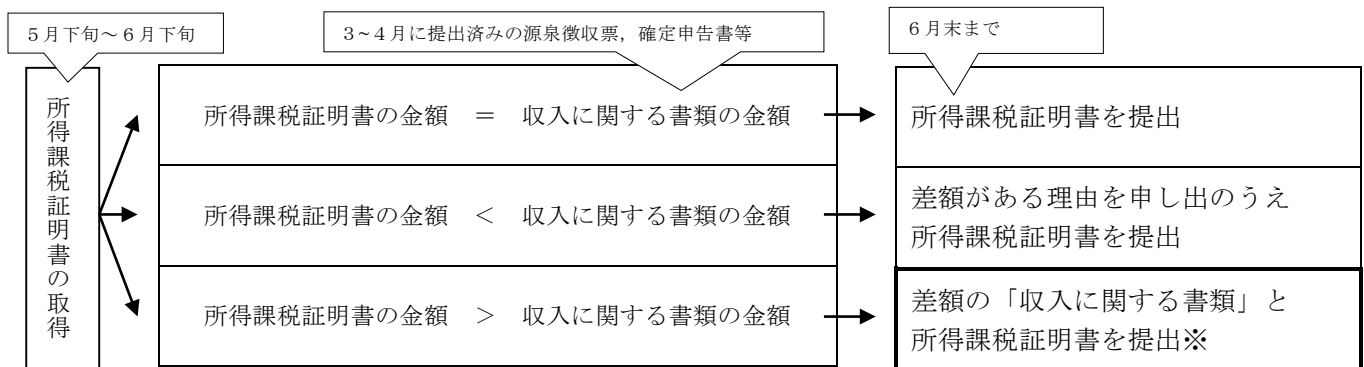 5月下旬～6月下旬
3~4月に提出済みの源泉徴収票，確定申告書等
6月末まで
所得課税証明書の取得
所得課税証明書の金額 ＝ 収入に関する書類の金額
所得課税証明書を提出
所得課税証明書の金額 ＜ 収入に関する書類の金額
差額がある理由を申し出のうえ
所得課税証明書を提出
所得課税証明書の金額 ＞ 収入に関する書類の金額
差額の「収入に関する書類」と
所得課税証明書を提出※